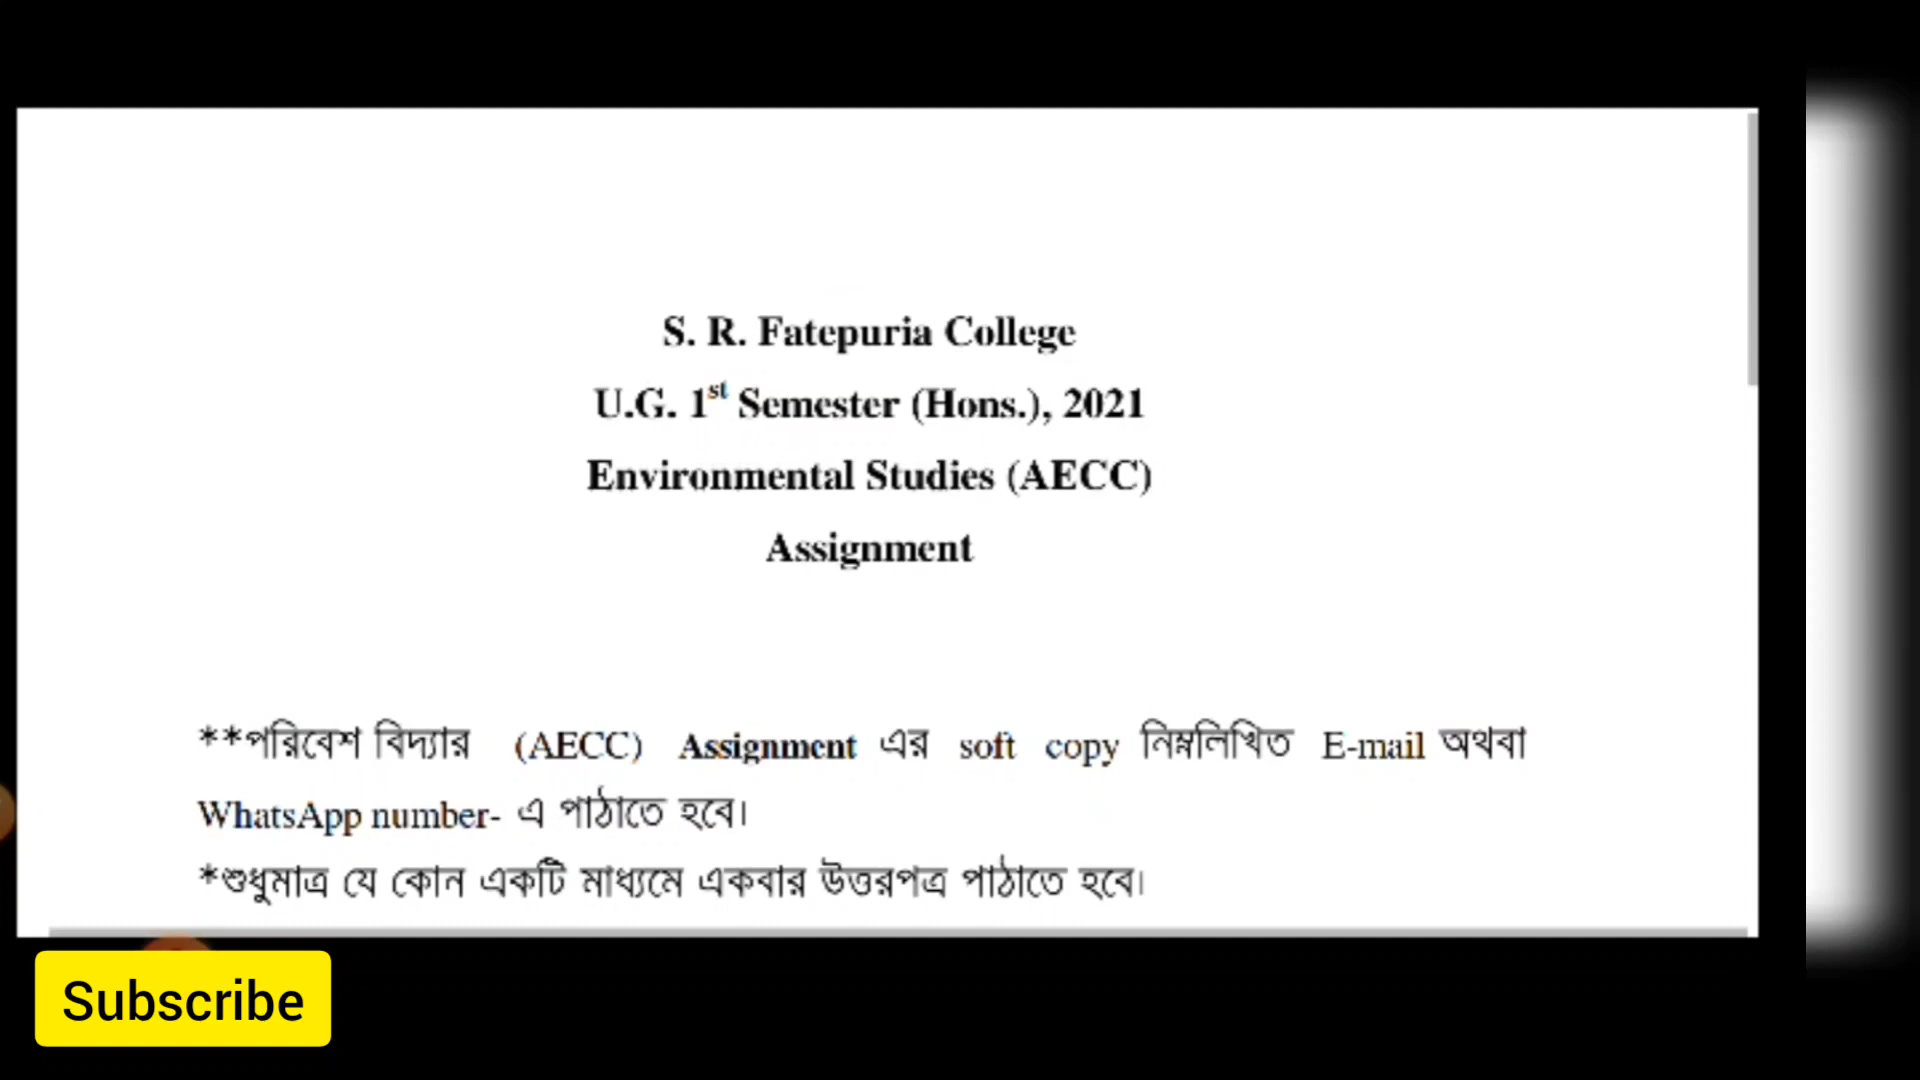 S. R. Fatepuria College
U.G. 1st Semester (Hons.), 2021
Environmental Studies (AECC)
Assignment
**পরিবেশ বিদ্যার (AECC) Assignment এর soft copy নিম্নলিখিত E-mail অথবা
WhatsApp number- এ পাঠাতে হবে।
*শুধুমাত্র যে কোন একটি মাধ্যমে একবার উত্তরপত্র পাঠাতে হবে।
Subscribe